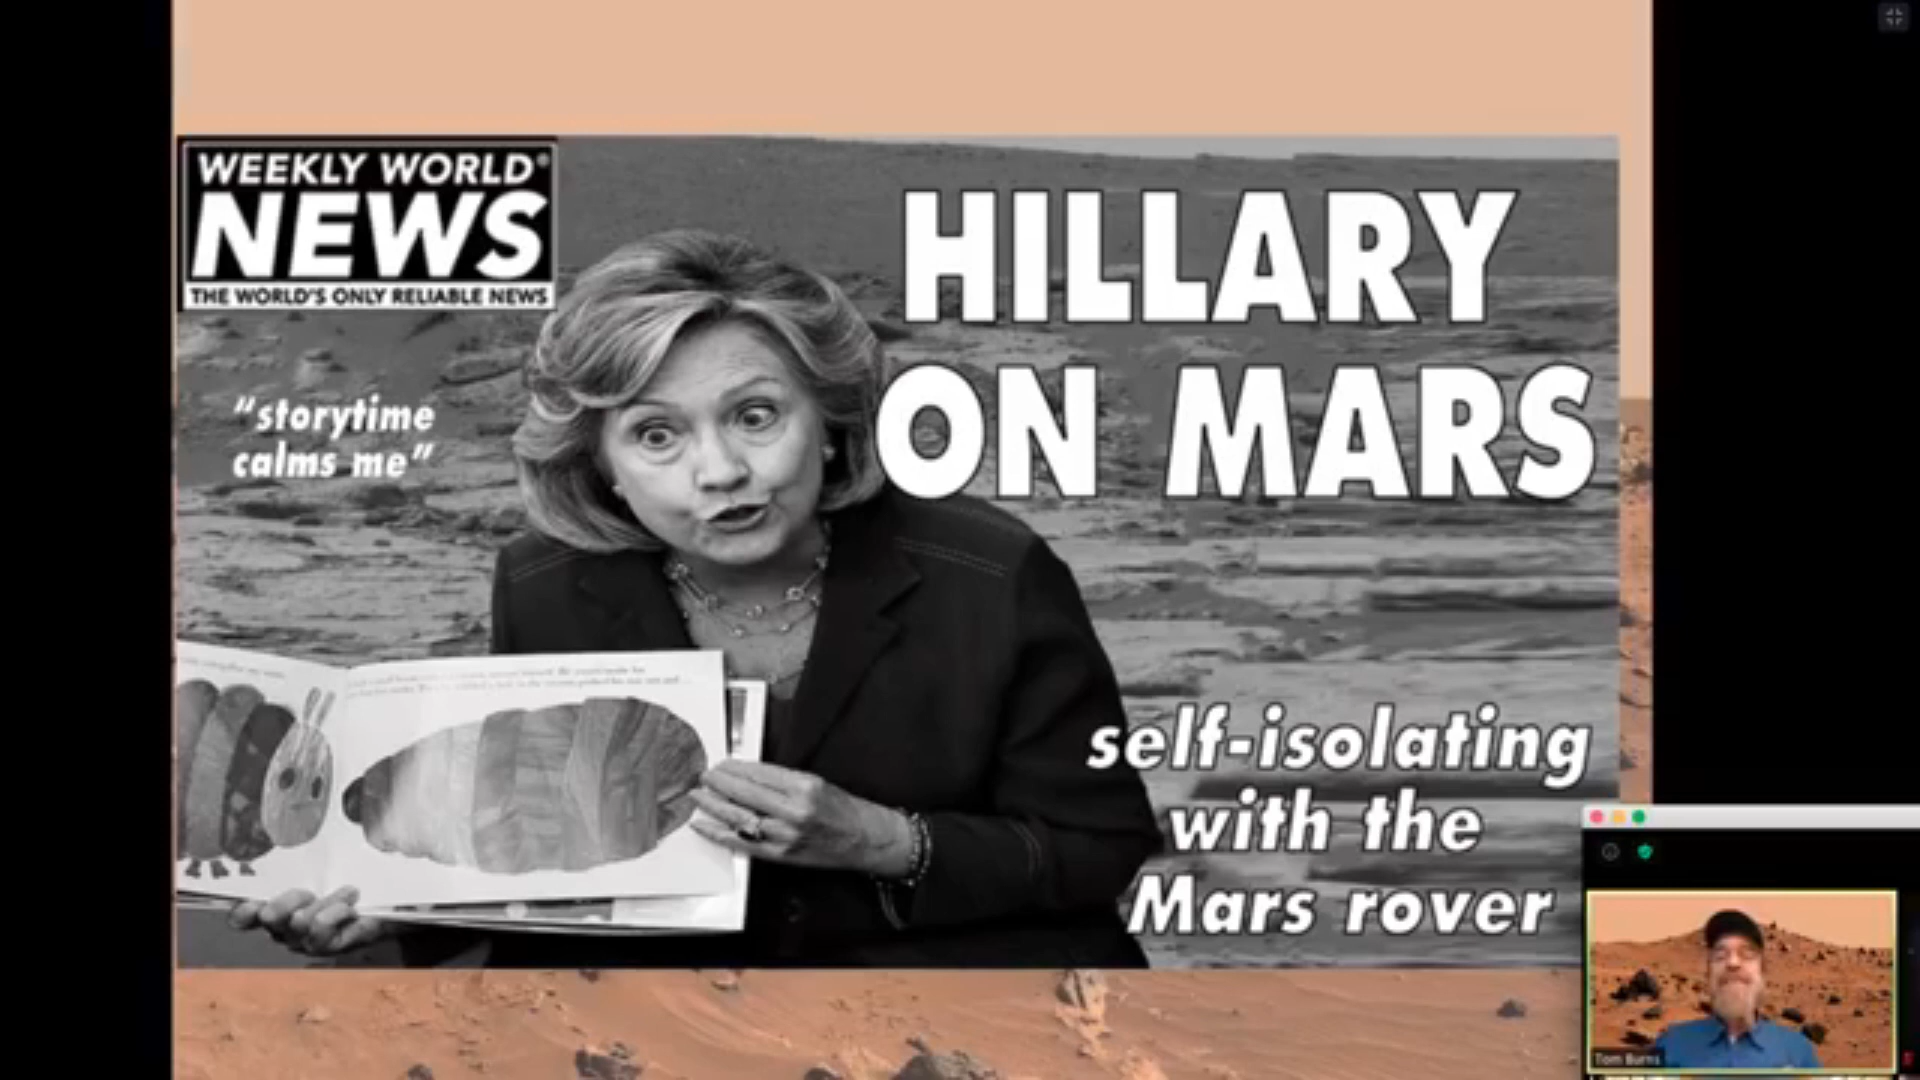 WEEKLY WORLD®
NEWS
THE WORLD'S ONLY RELIABLE NEWS
HILLARY
ON MARS
"storytime
calms me"
self-isolating
with the
Mars rover
Tom Burns